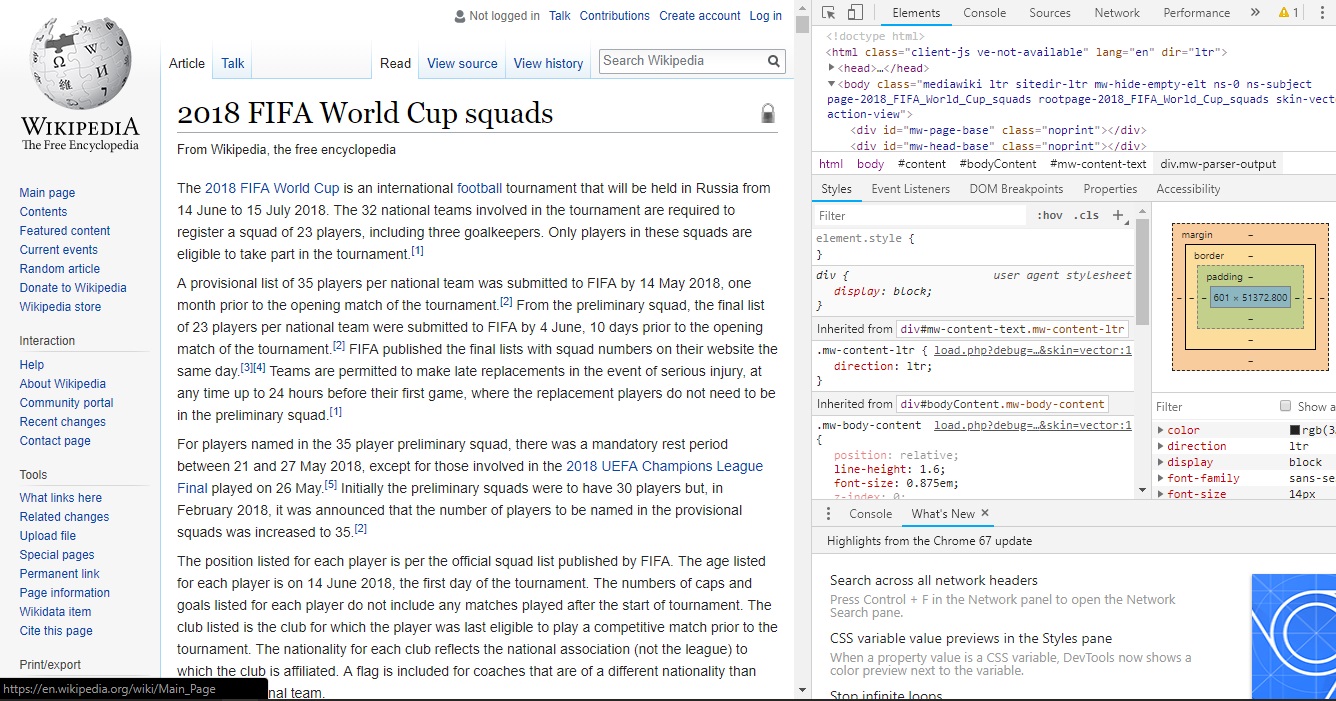 Not logged in Talk Contributions Create account Log in
Article Talk Read View source View history Search Wikipedia
WIKIPEDIA
The Free Encyclopedia
Main page
Contents
Featured content
Current events
Random article
Donate to Wikipedia
Wikipedia store
Interaction
Help
About Wikipedia
Community portal
Recent changes
Contact page
Tools
What links here
Related changes
Upload file
Special pages
Permanent link
Page information
Wikidata item
Cite this page
Print/export
https://en.wikipedia.org/wiki/Main_Page
2018 FIFA World Cup squads
From Wikipedia, the free encyclopedia
The 2018 FIFA World Cup is an international football tournament that will be held in Russia from
14 June to 15 July 2018. The 32 national teams involved in the tournament are required to
register a squad of 23 players, including three goalkeepers. Only players in these squads are
eligible to take part in the tournament.[1]
A provisional list of 35 players per national team was submitted to FIFA by 14 May 2018, one
month prior to the opening match of the tournament.[2] From the preliminary squad, the final list
of 23 players per national team were submitted to FIFA by 4 June, 10 days prior to the opening
match of the tournament.[2] FIFA published the final lists with squad numbers on their website the
same day.[3][4] Teams are permitted to make late replacements in the event of serious injury, at
any time up to 24 hours before their first game, where the replacement players do not need to be
in the preliminary squad.[1]
For players named in the 35 player preliminary squad, there was a mandatory rest period
between 21 and 27 May 2018, except for those involved in the 2018 UEFA Champions League
Final played on 26 May.[5] Initially the preliminary squads were to have 30 players but, in
February 2018, it was announced that the number of players to be named in the provisional
squads was increased to 35.[2]
The position listed for each player is per the official squad list published by FIFA. The age listed
for each player is on 14 June 2018, the first day of the tournament. The numbers of caps and
goals listed for each player do not include any matches played after the start of tournament. The
club listed is the club for which the player was last eligible to play a competitive match prior to the
tournament. The nationality for each club reflects the national association (not the league) to
which the club is affiliated. A flag is included for coaches that are of a different nationality than
nal team.
Elements Console Sources Network Performance » 1
<!doctype html>
<html class="client-js ve-not-available" lang="en" dir="ltr">
<head>…</head>
<body class="mediawiki ltr sitedir-ltr mw-hide-empty-elt ns-0 ns-subject
page-2018_FIFA_World_Cup_squads rootpage-2018_FIFA_World_Cup_squads skin-vect
action-view">
<div id="mw-page-base" class="noprint"></div>
<div id="mw-head-base" class="noprint"></div>
html body #content #bodyContent #mw-content-text div.mw-parser-output
Styles Event Listeners DOM Breakpoints Properties Accessibility
Filter :hov .cls +
element.style {
}
div { user agent stylesheet
display: block;
}
Inherited from div#mw-content-text.mw-content-ltr
.mw-content-ltr { load.php?debug=…&skin=vector:1
direction: ltr;
}
Inherited from div#bodyContent.mw-body-content
.mw-body-content load.php?debug=…&skin=vector:1
{
position: relative;
line-height: 1.6;
font-size: 0.875em;
z-index: 0;
margin –
border –
padding –
601 × 51372.800
Filter Show a
color rgb(3
direction ltr
display block
font-family sans-se
font-size 14px
Console What's New ×
Highlights from the Chrome 67 update
Search across all network headers
Press Control + F in the Network panel to open the Network
Search pane.
CSS variable value previews in the Styles pane
When a property value is a CSS variable, DevTools now shows a
color preview next to the variable.
Stop infinite loops